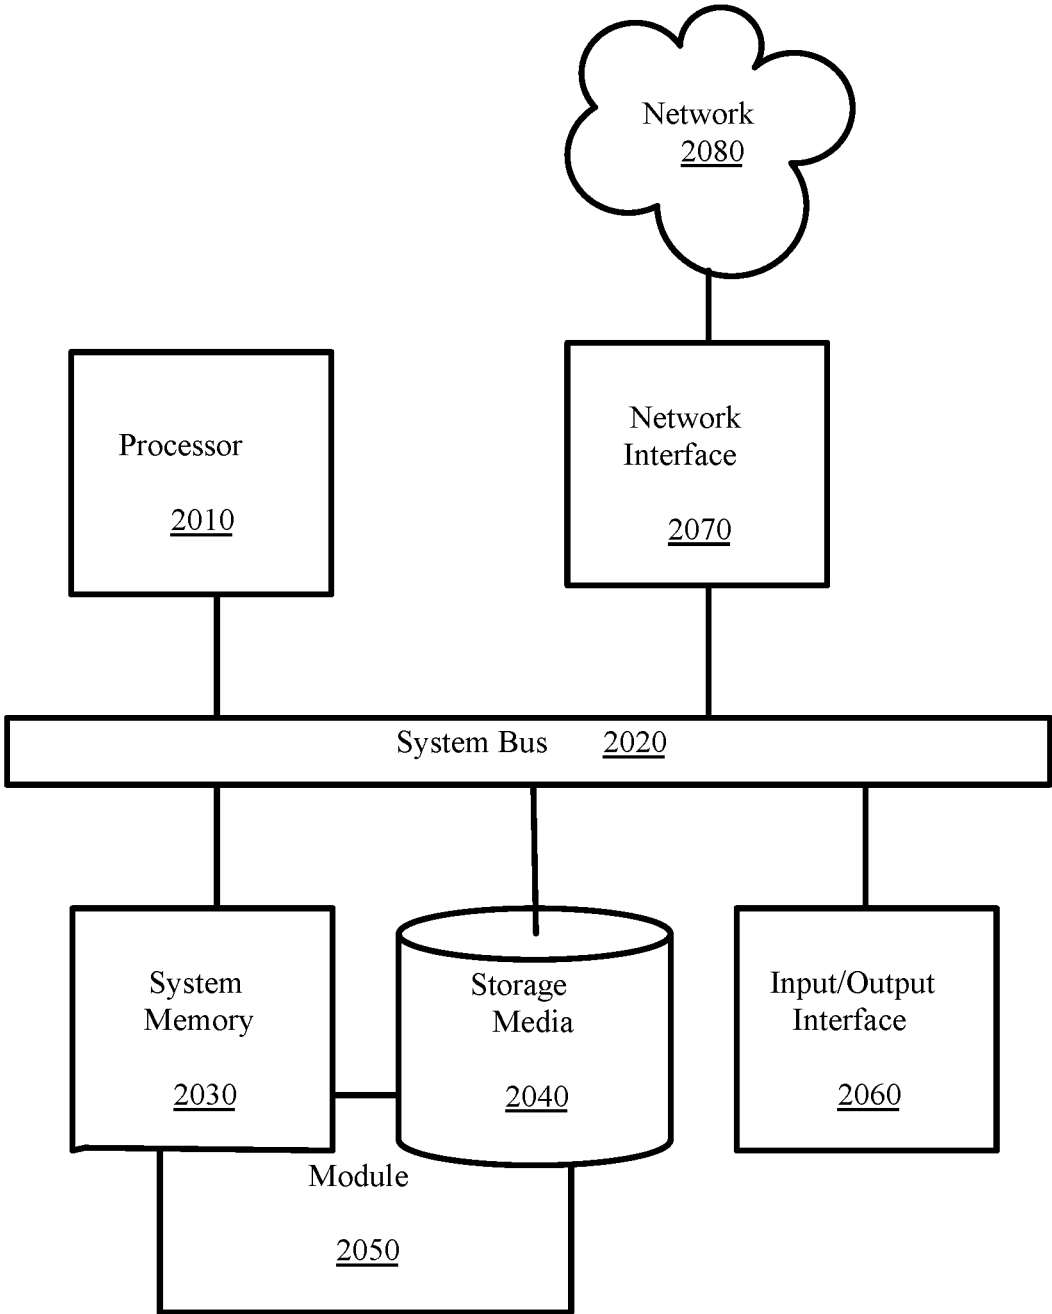 Network
2080
Processor
2010
Network
Interface
2070
System Bus 2020
System
Memory
2030
Storage
Media
2040
Input/Output
Interface
2060
Module
2050